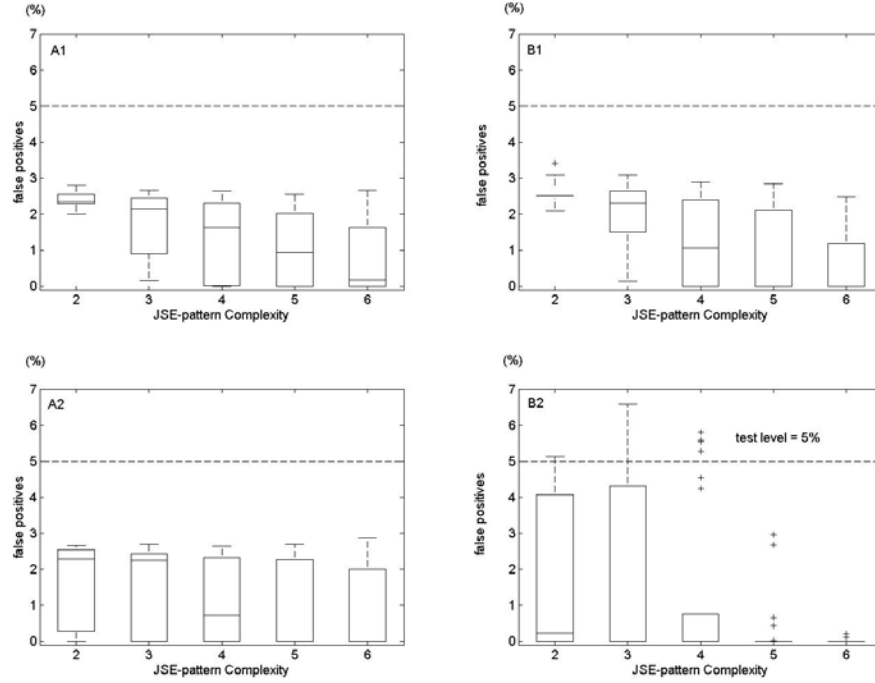 (%)
A1
7
6
5
4
3
2
1
0
false positives
2 3 4 5 6
JSE-pattern Complexity
(%)
B1
7
6
5
4
3
2
1
0
false positives
2 3 4 5 6
JSE-pattern Complexity
(%)
A2
7
6
5
4
3
2
1
0
false positives
2 3 4 5 6
JSE-pattern Complexity
(%)
B2
test level = 5%
7
6
5
4
3
2
1
0
false positives
2 3 4 5 6
JSE-pattern Complexity